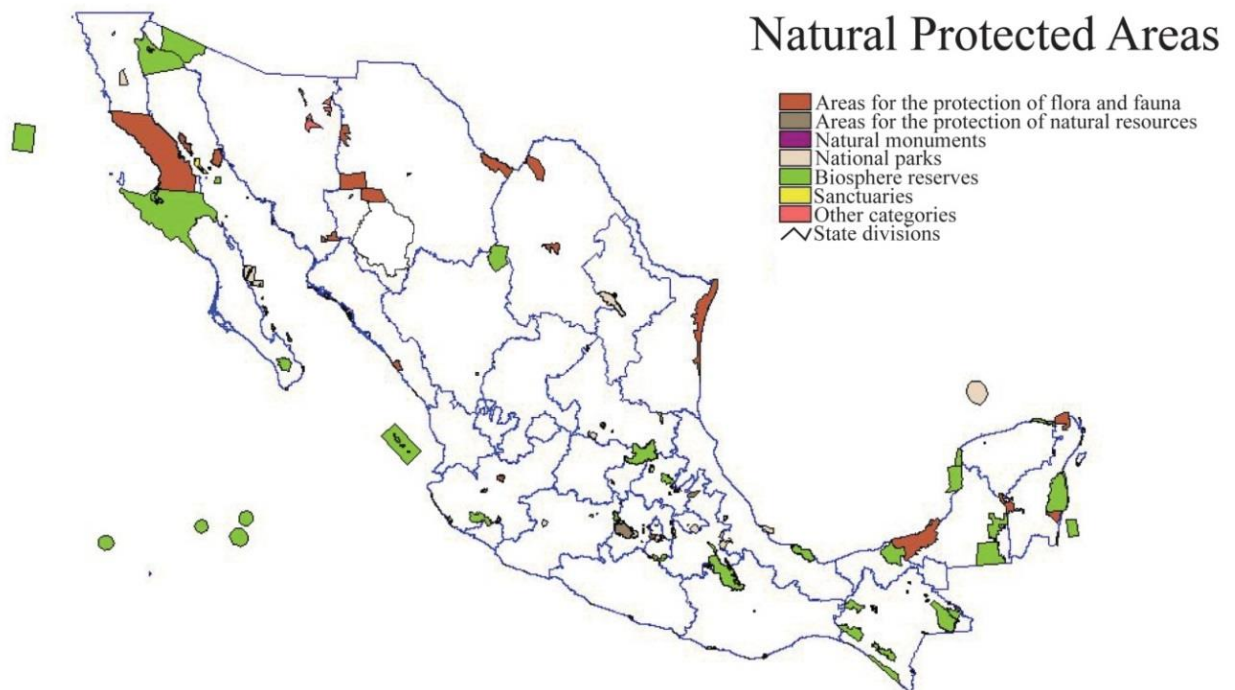 Natural Protected Areas
Areas for the protection of flora and fauna
Areas for the protection of natural resources
Natural monuments
National parks
Biosphere reserves
Sanctuaries
Other categories
State divisions